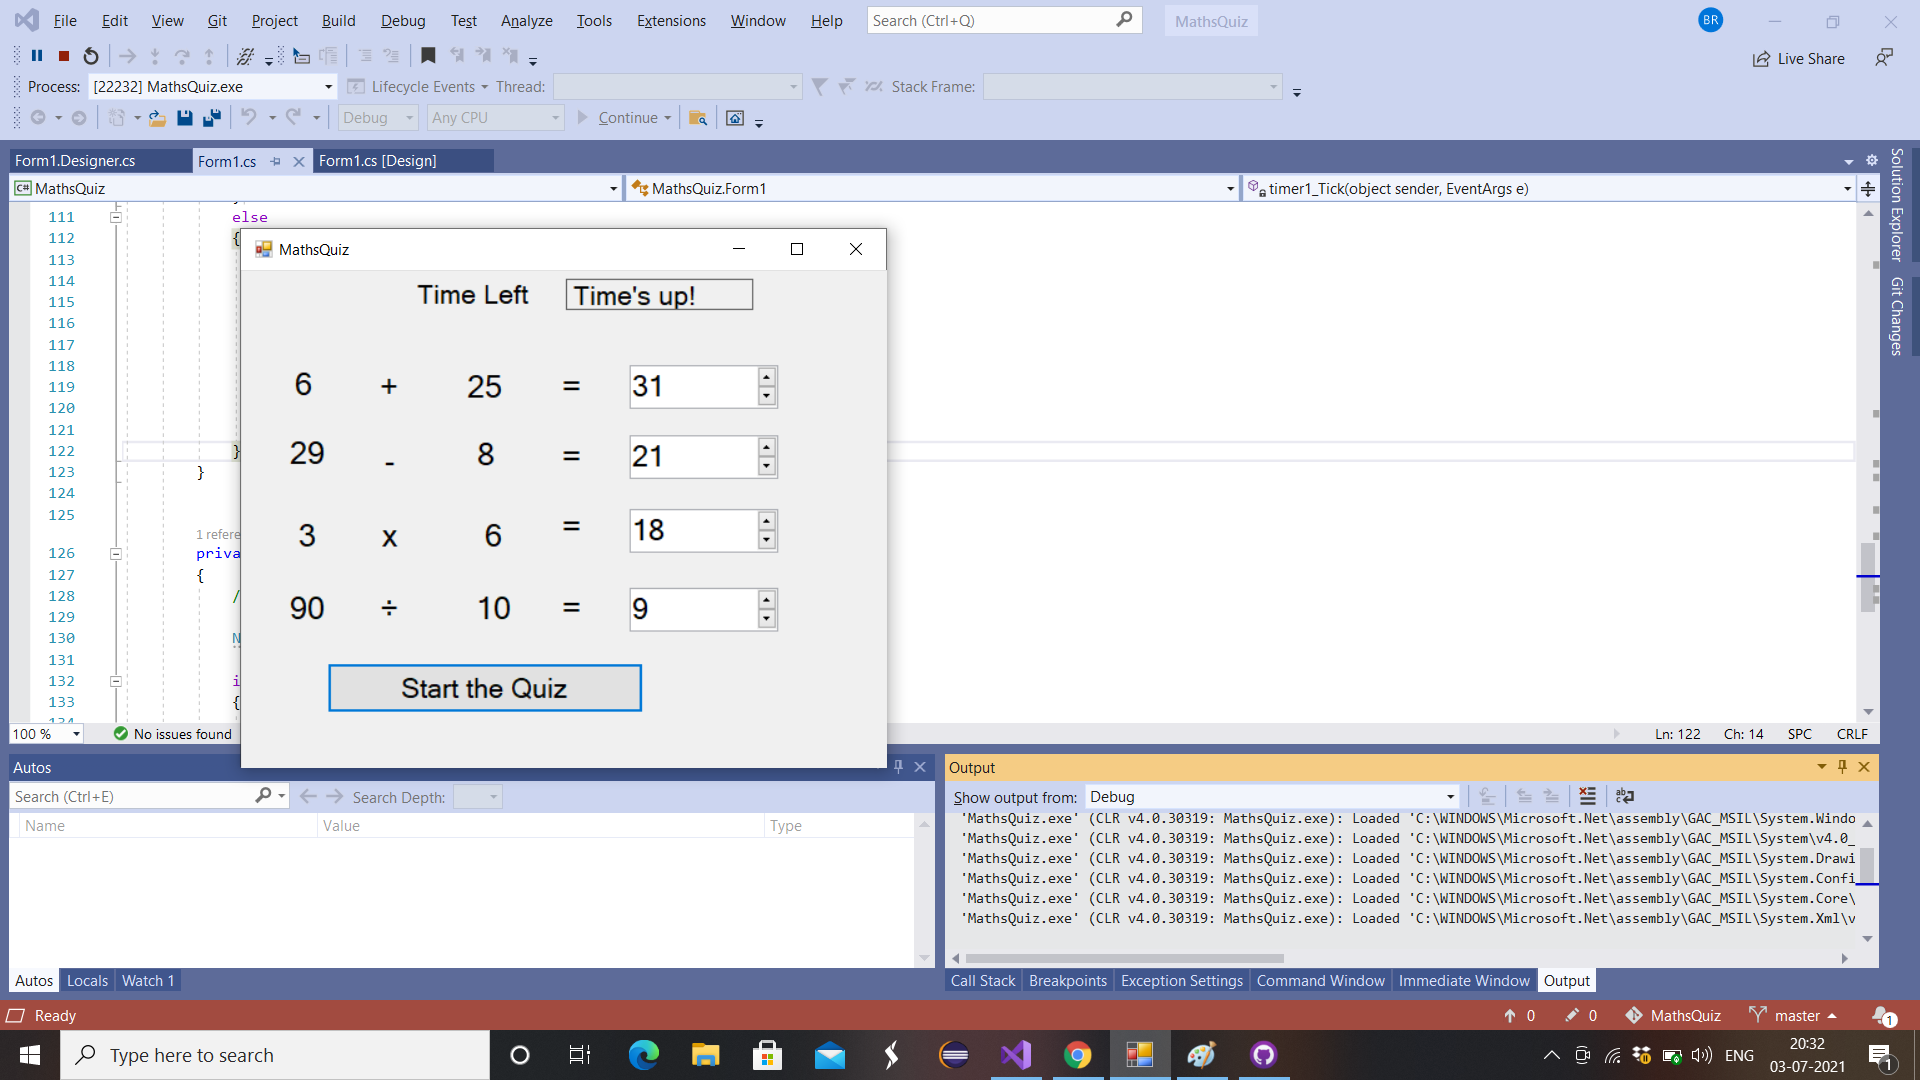 File Edit View Git Project Build Debug Test Analyze Tools Extensions Window Help Search (Ctrl+Q) MathsQuiz BR
Live Share
Process: [22232] MathsQuiz.exe Lifecycle Events Thread: Stack Frame:
Debug Any CPU Continue
Form1.Designer.cs Form1.cs Form1.cs [Design]
C# MathsQuiz MathsQuiz.Form1 timer1_Tick(object sender, EventArgs e)
Solution Explorer
Git Changes
111 else
112 {
113
114
115
116
117
118
119
120
121
122 }
123 }
124
125
1 refere
126 priva
127 {
128 /
129
130 N
131
132 i
133 {
134
MathsQuiz
Time Left Time's up!
6 + 25 = 31
29 - 8 = 21
3 x 6 = 18
90 ÷ 10 = 9
Start the Quiz
100 % No issues found Ln: 122 Ch: 14 SPC CRLF
Autos
Search (Ctrl+E) Search Depth:
Name Value Type
Autos Locals Watch 1
Output
Show output from: Debug
'MathsQuiz.exe' (CLR v4.0.30319: MathsQuiz.exe): Loaded 'C:\WINDOWS\Microsoft.Net\assembly\GAC_MSIL\System.Windo
'MathsQuiz.exe' (CLR v4.0.30319: MathsQuiz.exe): Loaded 'C:\WINDOWS\Microsoft.Net\assembly\GAC_MSIL\System\v4.0_
'MathsQuiz.exe' (CLR v4.0.30319: MathsQuiz.exe): Loaded 'C:\WINDOWS\Microsoft.Net\assembly\GAC_MSIL\System.Drawi
'MathsQuiz.exe' (CLR v4.0.30319: MathsQuiz.exe): Loaded 'C:\WINDOWS\Microsoft.Net\assembly\GAC_MSIL\System.Confi
'MathsQuiz.exe' (CLR v4.0.30319: MathsQuiz.exe): Loaded 'C:\WINDOWS\Microsoft.Net\assembly\GAC_MSIL\System.Core\
'MathsQuiz.exe' (CLR v4.0.30319: MathsQuiz.exe): Loaded 'C:\WINDOWS\Microsoft.Net\assembly\GAC_MSIL\System.Xml\v
Call Stack Breakpoints Exception Settings Command Window Immediate Window Output
Ready 0 0 MathsQuiz master 1
Type here to search ENG 20:32
03-07-2021 1